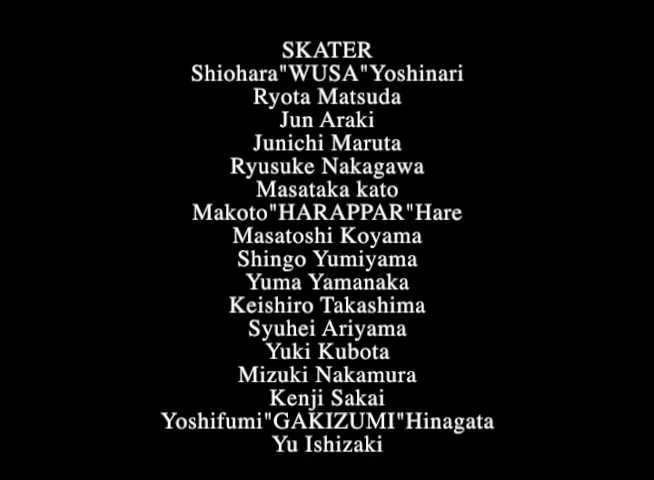 SKATER
Shiohara"WUSA"Yoshinari
Ryota Matsuda
Jun Araki
Junichi Maruta
Ryusuke Nakagawa
Masataka kato
Makoto"HARAPPAR"Hare
Masatoshi Koyama
Shingo Yumiyama
Yuma Yamanaka
Keishiro Takashima
Syuhei Ariyama
Yuki Kubota
Mizuki Nakamura
Kenji Sakai
Yoshifumi"GAKIZUMI"Hinagata
Yu Ishizaki